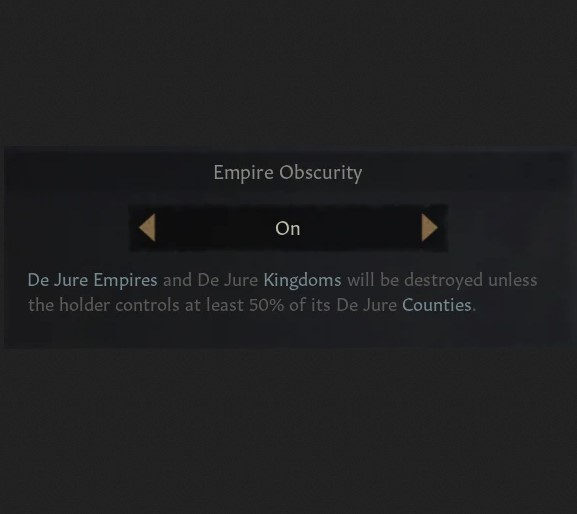 Empire Obscurity
On
De Jure Empires and De Jure Kingdoms will be destroyed unless
the holder controls at least 50% of its De Jure Counties.